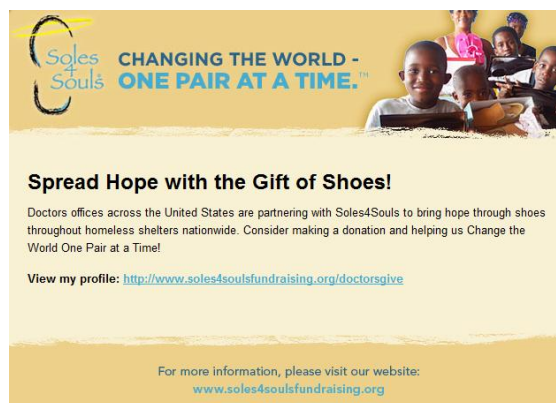 Soles
4
Souls
CHANGING THE WORLD -
ONE PAIR AT A TIME.™
Spread Hope with the Gift of Shoes!
Doctors offices across the United States are partnering with Soles4Souls to bring hope through shoes
throughout homeless shelters nationwide. Consider making a donation and helping us Change the
World One Pair at a Time!
View my profile: http://www.soles4soulsfundraising.org/doctorsgive
For more information, please visit our website:
www.soles4soulsfundraising.org